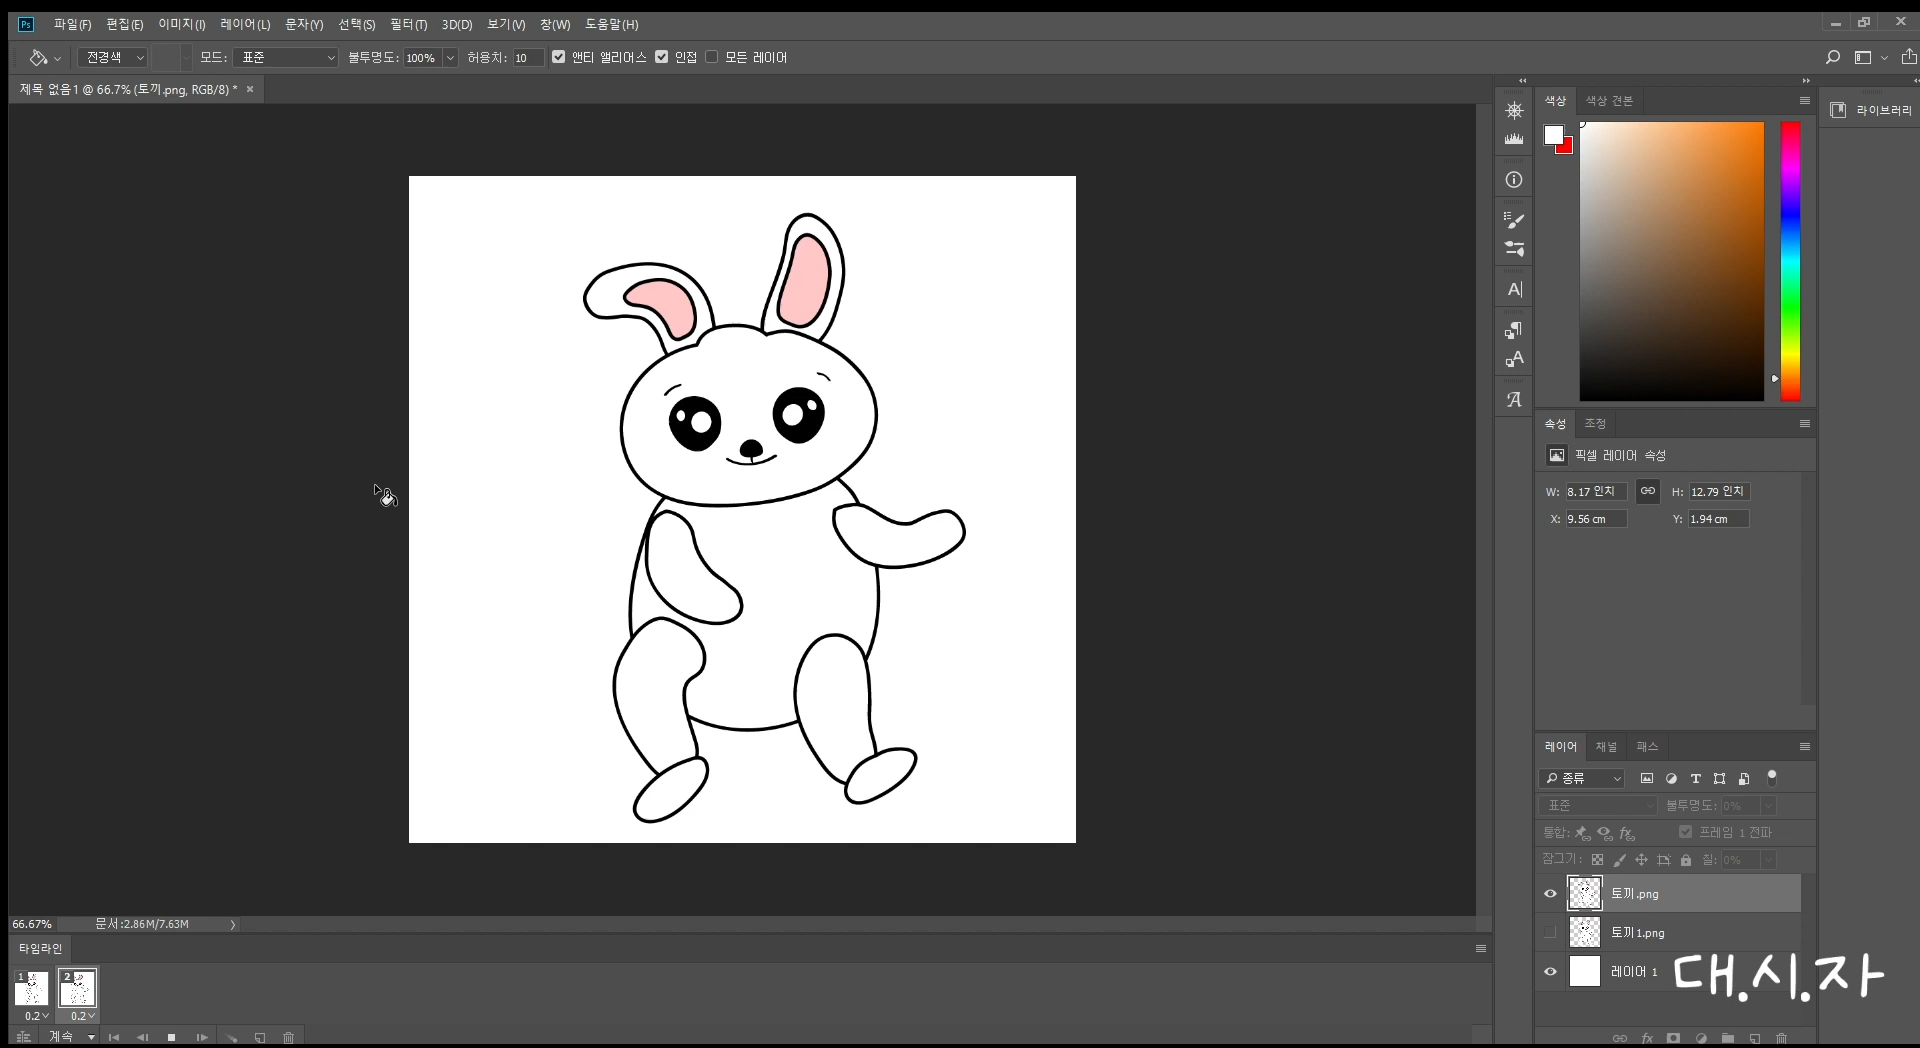 Ps 파일(F) 편집(E) 이미지(I) 레이어(L) 문자(Y) 선택(S) 필터(T) 3D(D) 보기(V) 창(W) 도움말(H)
전경색 모드: 표준 불투명도: 100% 허용치: 10 앤티 앨리어스 인접 모든 레이어
제목 없음1 @ 66.7% (토끼.png, RGB/8) *
색상 색상 견본
라이브러리
속성 조정
픽셀 레이어 속성
W: 8.17 인치 H: 12.79 인치
X: 9.56 cm Y: 1.94 cm
레이어 채널 패스
종류
표준 불투명도: 0%
통합: 프레임 1 전파
잠그기: 칠: 0%
토끼.png
토끼1.png
레이어 1
대.시.자
66.67% 문서:2.86M/7.63M
타임라인
1 2
0.2 0.2
계속